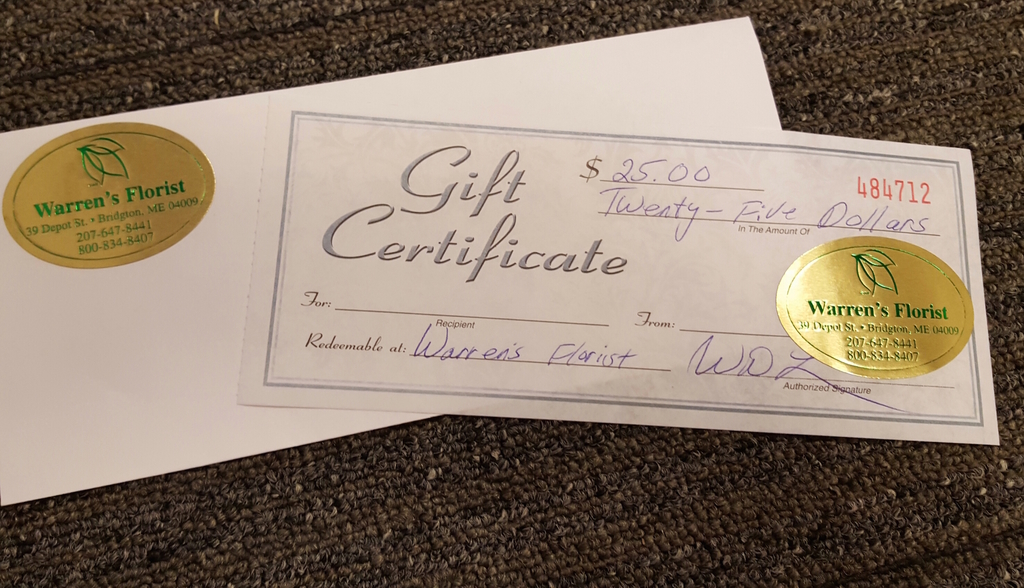 Warren's Florist
39 Depot St. • Bridgton, ME 04009
207-647-8441
800-834-8407
Gift
Certificate
$ 25.00
484712
Twenty-Five Dollars
In The Amount Of
For:
Recipient
From:
Redeemable at: Warren's Florist
Authorized Signature
Warren's Florist
39 Depot St. • Bridgton, ME 04009
207-647-8441
800-834-8407